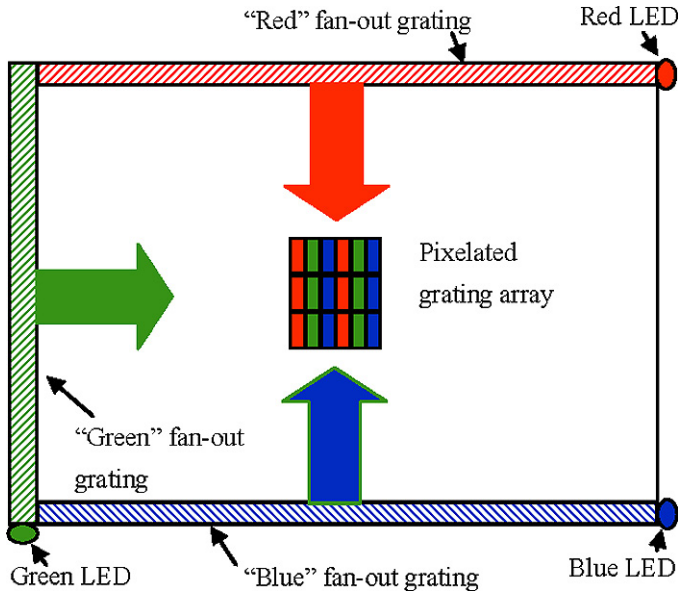 “Red” fan-out grating
Red LED
Pixelated
grating array
“Green” fan-out
grating
Green LED
“Blue” fan-out grating
Blue LED